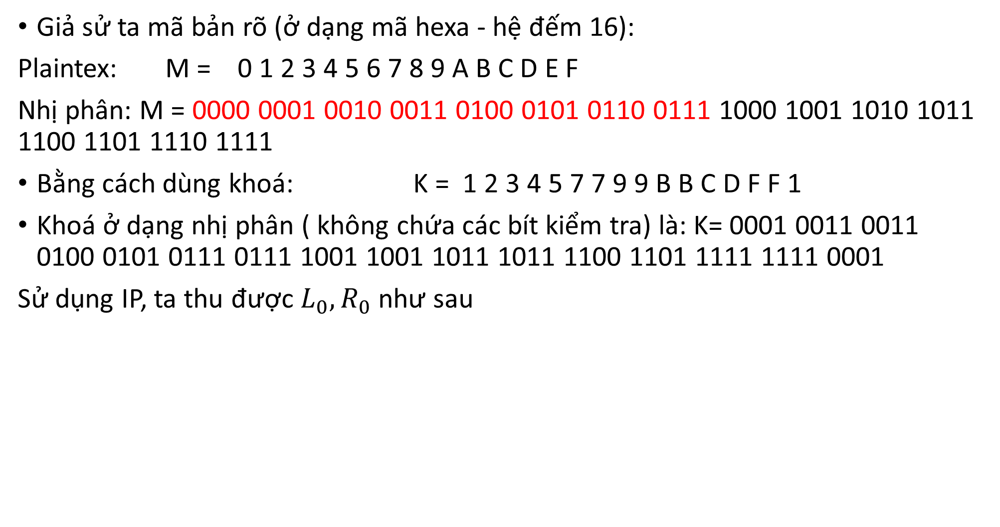 • Giả sử ta mã bản rõ (ở dạng mã hexa - hệ đếm 16):
Plaintex: M = 0 1 2 3 4 5 6 7 8 9 A B C D E F
Nhị phân: M = 0000 0001 0010 0011 0100 0101 0110 0111 1000 1001 1010 1011
1100 1101 1110 1111
• Bằng cách dùng khoá: K = 1 2 3 4 5 7 7 9 9 B B C D F F 1
• Khoá ở dạng nhị phân ( không chứa các bít kiểm tra) là: K= 0001 0011 0011
0100 0101 0111 0111 1001 1001 1011 1011 1100 1101 1111 1111 0001
Sử dụng IP, ta thu được L₀, R₀ như sau